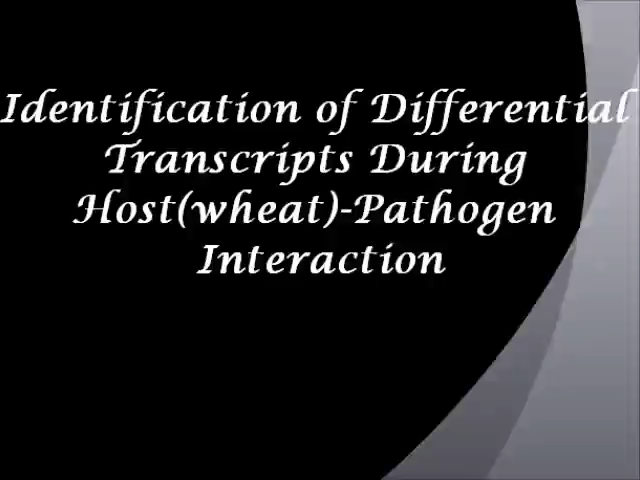 Identification of Differential
Transcripts During
Host(wheat)-Pathogen
Interaction